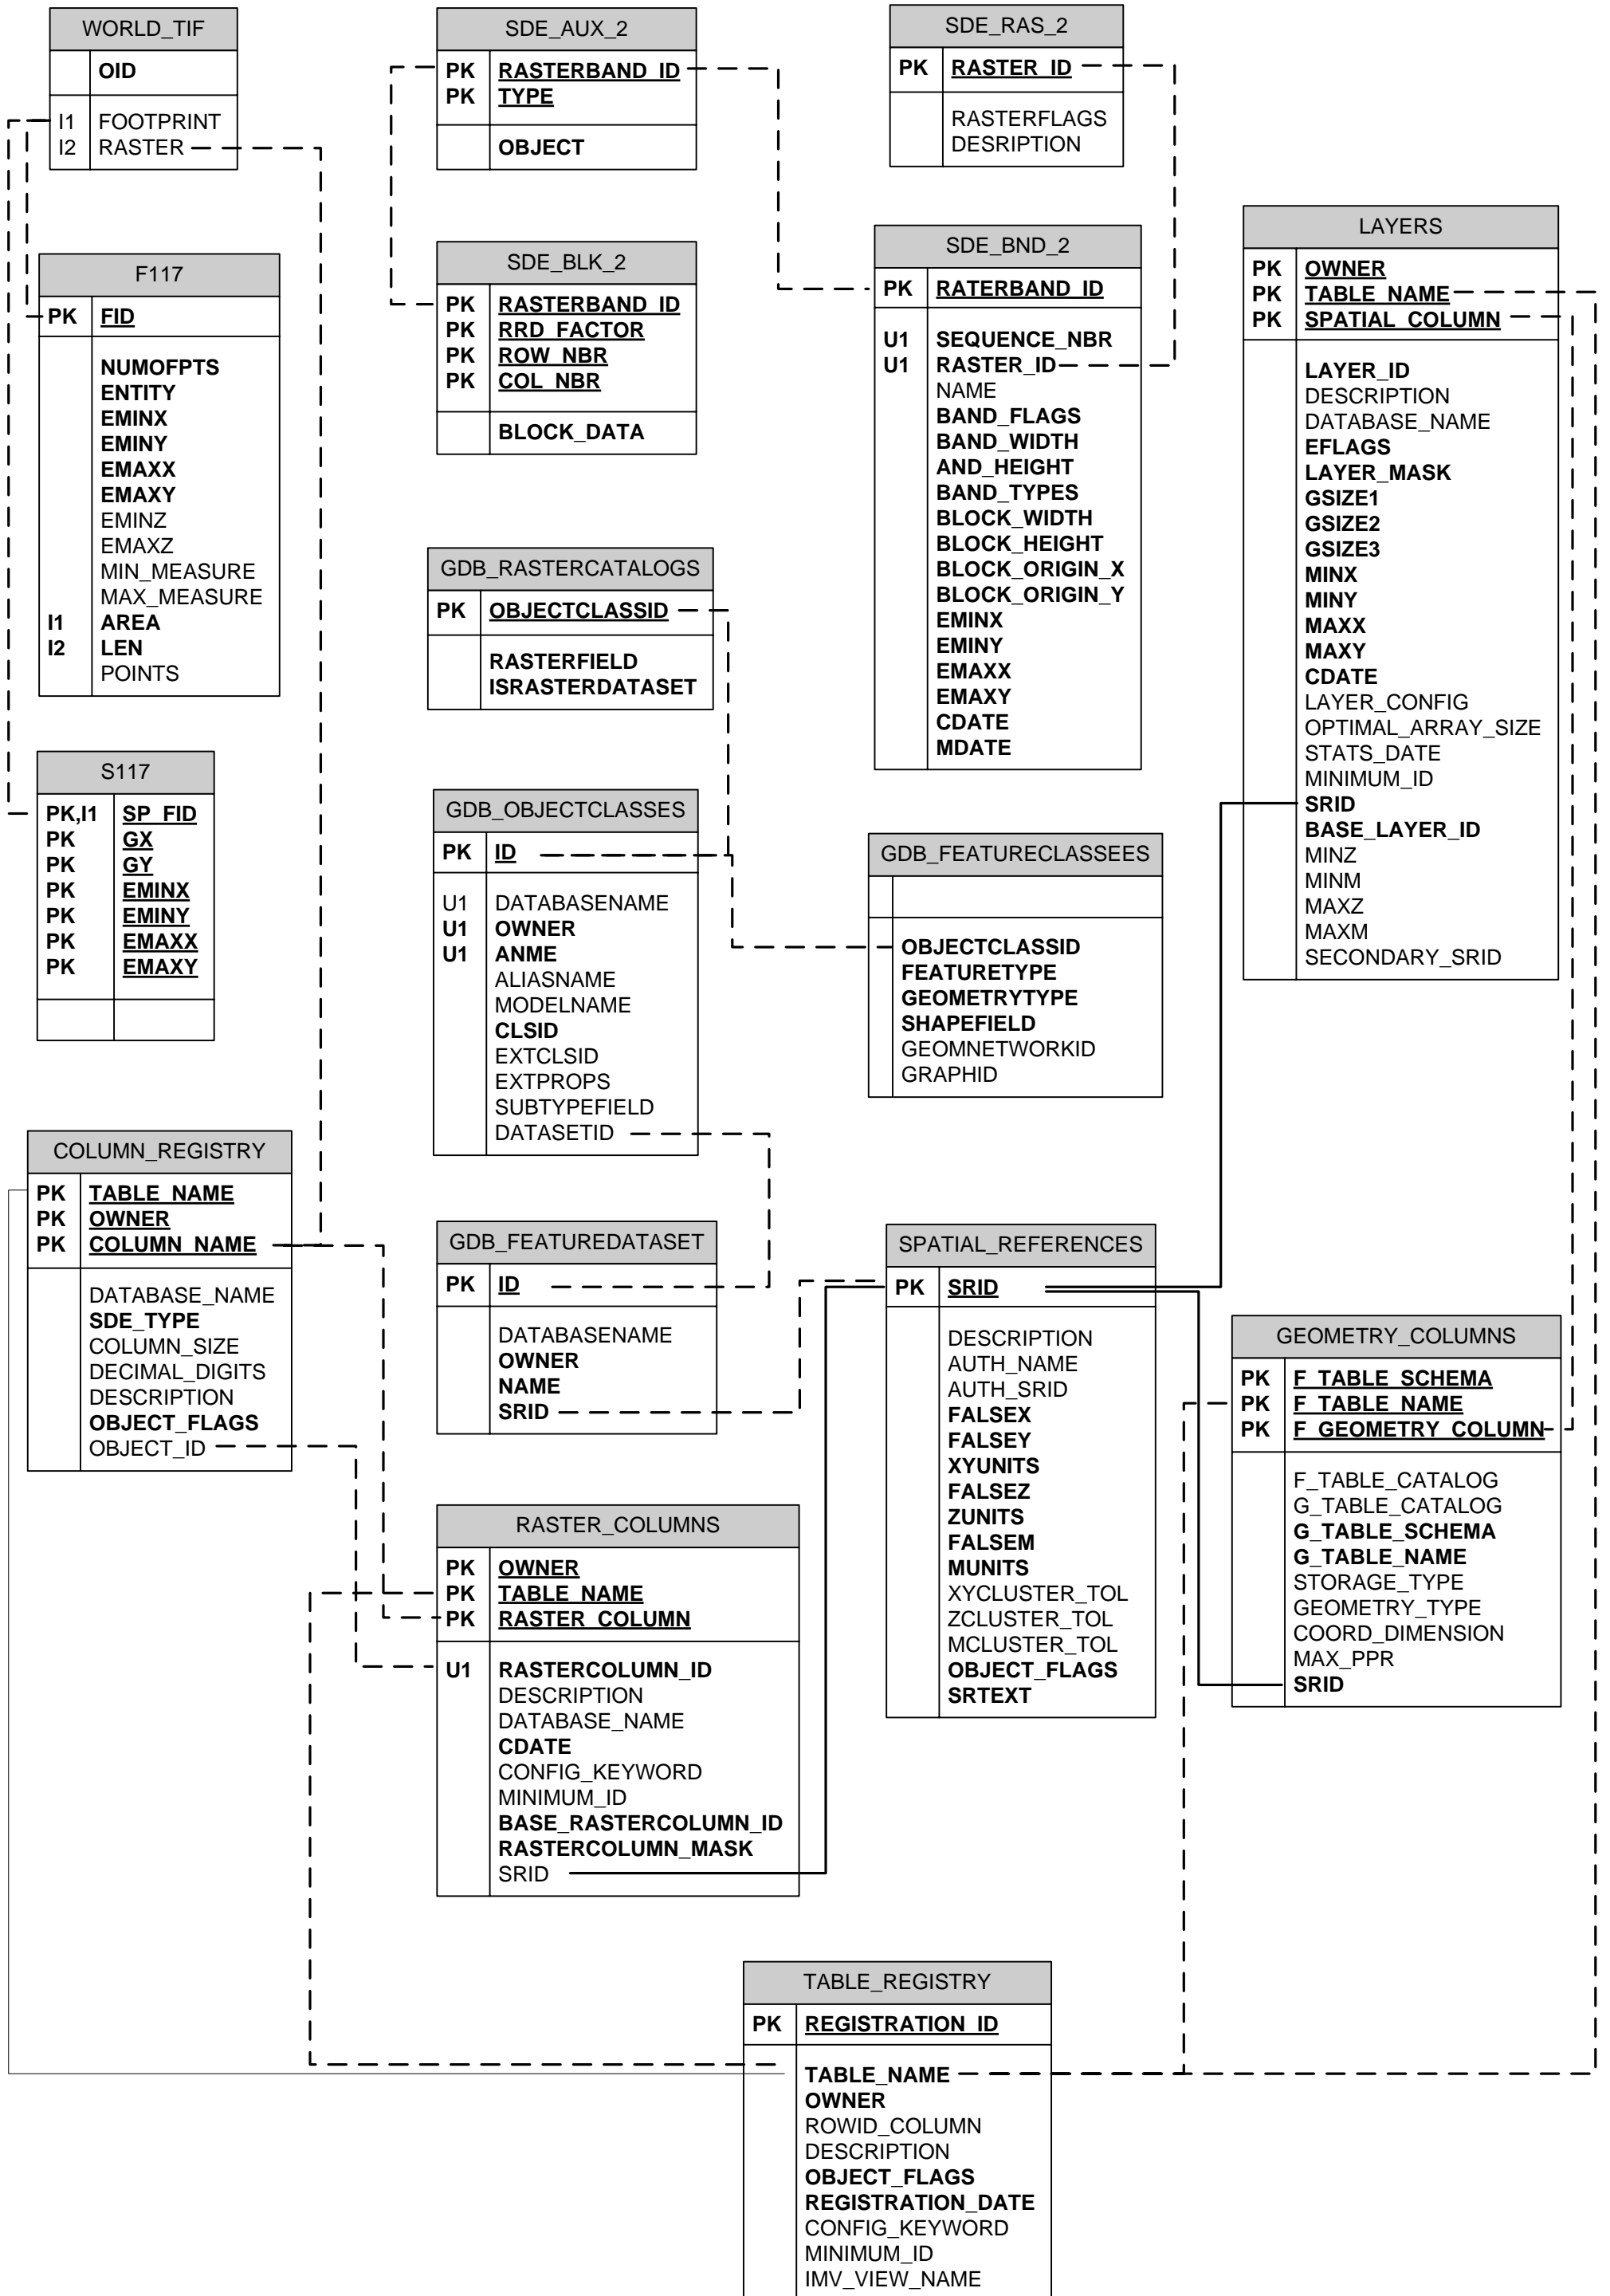 WORLD_TIF
OID
I1 FOOTPRINT
I2 RASTER
SDE_AUX_2
PK RASTERBAND_ID
PK TYPE
OBJECT
SDE_RAS_2
PK RASTER_ID
RASTERFLAGS
DESRIPTION
F117
PK FID
NUMOFPTS
ENTITY
EMINX
EMINY
EMAXX
EMAXY
EMINZ
EMAXZ
MIN_MEASURE
MAX_MEASURE
I1 AREA
I2 LEN
POINTS
SDE_BLK_2
PK RASTERBAND_ID
PK RRD_FACTOR
PK ROW_NBR
PK COL_NBR
BLOCK_DATA
SDE_BND_2
PK RATERBAND_ID
U1 SEQUENCE_NBR
U1 RASTER_ID
NAME
BAND_FLAGS
BAND_WIDTH
AND_HEIGHT
BAND_TYPES
BLOCK_WIDTH
BLOCK_HEIGHT
BLOCK_ORIGIN_X
BLOCK_ORIGIN_Y
EMINX
EMINY
EMAXX
EMAXY
CDATE
MDATE
LAYERS
PK OWNER
PK TABLE_NAME
PK SPATIAL_COLUMN
LAYER_ID
DESCRIPTION
DATABASE_NAME
EFLAGS
LAYER_MASK
GSIZE1
GSIZE2
GSIZE3
MINX
MINY
MAXX
MAXY
CDATE
LAYER_CONFIG
OPTIMAL_ARRAY_SIZE
STATS_DATE
MINIMUM_ID
SRID
BASE_LAYER_ID
MINZ
MINM
MAXZ
MAXM
SECONDARY_SRID
GDB_RASTERCATALOGS
PK OBJECTCLASSID
RASTERFIELD
ISRASTERDATASET
S117
PK,I1 SP_FID
PK GX
PK GY
PK EMINX
PK EMINY
PK EMAXX
PK EMAXY
GDB_OBJECTCLASSES
PK ID
U1 DATABASENAME
U1 OWNER
U1 ANME
ALIASNAME
MODELNAME
CLSID
EXTCLSID
EXTPROPS
SUBTYPEFIELD
DATASETID
GDB_FEATURECLASSEES
OBJECTCLASSID
FEATURETYPE
GEOMETRYTYPE
SHAPEFIELD
GEOMNETWORKID
GRAPHID
COLUMN_REGISTRY
PK TABLE_NAME
PK OWNER
PK COLUMN_NAME
DATABASE_NAME
SDE_TYPE
COLUMN_SIZE
DECIMAL_DIGITS
DESCRIPTION
OBJECT_FLAGS
OBJECT_ID
GDB_FEATUREDATASET
PK ID
DATABASENAME
OWNER
NAME
SRID
SPATIAL_REFERENCES
PK SRID
DESCRIPTION
AUTH_NAME
AUTH_SRID
FALSEX
FALSEY
XYUNITS
FALSEZ
ZUNITS
FALSEM
MUNITS
XYCLUSTER_TOL
ZCLUSTER_TOL
MCLUSTER_TOL
OBJECT_FLAGS
SRTEXT
GEOMETRY_COLUMNS
PK F_TABLE_SCHEMA
PK F_TABLE_NAME
PK F_GEOMETRY_COLUMN
F_TABLE_CATALOG
G_TABLE_CATALOG
G_TABLE_SCHEMA
G_TABLE_NAME
STORAGE_TYPE
GEOMETRY_TYPE
COORD_DIMENSION
MAX_PPR
SRID
RASTER_COLUMNS
PK OWNER
PK TABLE_NAME
PK RASTER_COLUMN
U1 RASTERCOLUMN_ID
DESCRIPTION
DATABASE_NAME
CDATE
CONFIG_KEYWORD
MINIMUM_ID
BASE_RASTERCOLUMN_ID
RASTERCOLUMN_MASK
SRID
TABLE_REGISTRY
PK REGISTRATION_ID
TABLE_NAME
OWNER
ROWID_COLUMN
DESCRIPTION
OBJECT_FLAGS
REGISTRATION_DATE
CONFIG_KEYWORD
MINIMUM_ID
IMV_VIEW_NAME